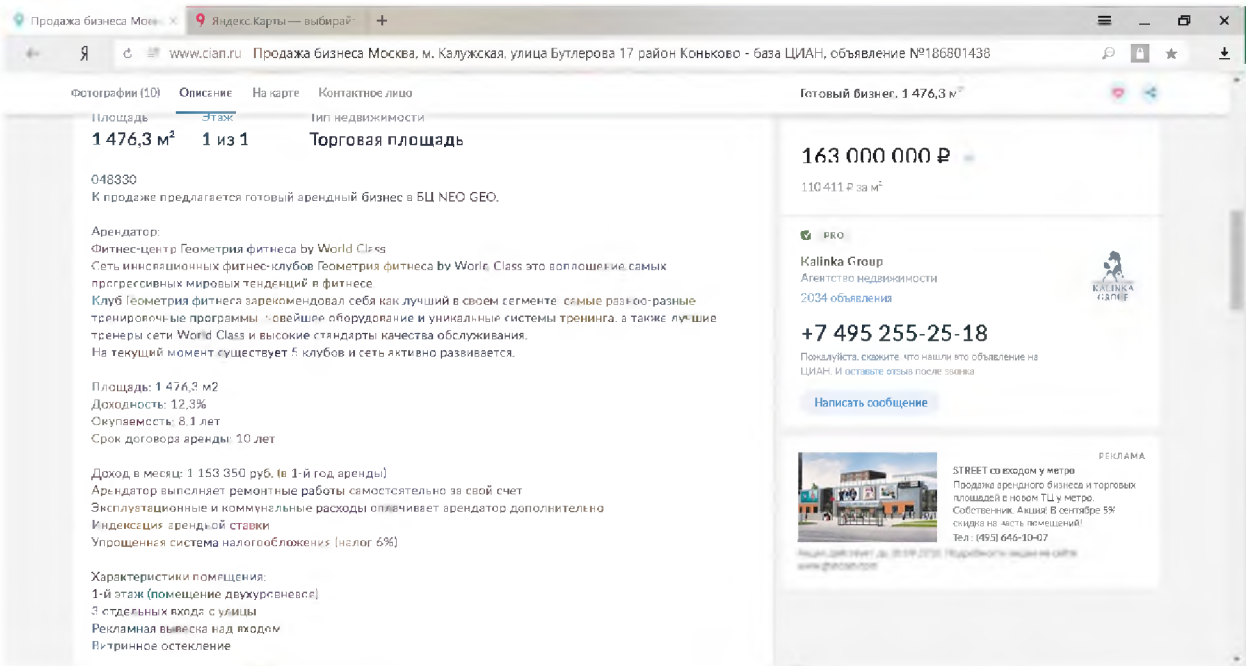 Продажа бизнеса Мос
Яндекс.Карты — выбирай
www.cian.ru Продажа бизнеса Москва, м. Калужская, улица Бутлерова 17 район Коньково - база ЦИАН, объявление №186801438
Фотографии (10) Описание На карте Контактное лицо
Готовый бизнес, 1 476,3 м²
Площадь Этаж Тип недвижимости
1 476,3 м² 1 из 1 Торговая площадь
048330
К продаже предлагается готовый арендный бизнес в БЦ NEO GEO.
Арендатор:
Фитнес-центр Геометрия фитнеса by World Class
Сеть инновационных фитнес-клубов Геометрия фитнеса by World Class это воплощение самых
прогрессивных мировых тенденций в фитнесе
Клуб Геометрия фитнеса зарекомендовал себя как лучший в своем сегменте самые разноо-разные
тренировочные программы новейшее оборудование и уникальные системы тренинга, а также лучшие
тренеры сети World Class и высокие стандарты качества обслуживания.
На текущий момент существует 5 клубов и сеть активно развивается.
Площадь: 1 476,3 м2
Доходность: 12,3%
Окупаемость: 8,1 лет
Срок договора аренды: 10 лет
Доход в месяц: 1 153 350 руб. (в 1-й год аренды)
Арендатор выполняет ремонтные работы самостоятельно за свой счет
Эксплуатационные и коммунальные расходы оплачивает арендатор дополнительно
Индексация арендной ставки
Упрощенная система налогообложения (налог 6%)
Характеристики помещения:
1-й этаж (помещение двухуровневое)
3 отдельных входа с улицы
Рекламная вывеска над входом
Витринное остекление
163 000 000 ₽
110 411 ₽ за м²
PRO
Kalinka Group
Агентство недвижимости
2034 объявления
KALINKA
GROUP
+7 495 255-25-18
Пожалуйста, скажите, что нашли это объявление на
ЦИАН. И оставьте отзыв после звонка
Написать сообщение
РЕКЛАМА
STREET со входом у метро
Продажа арендного бизнеса и торговых
площадей в новом ТЦ у метро.
Собственник. Акция! В сентябре 5%
скидка на часть помещений!
Тел.: (495) 646-10-07